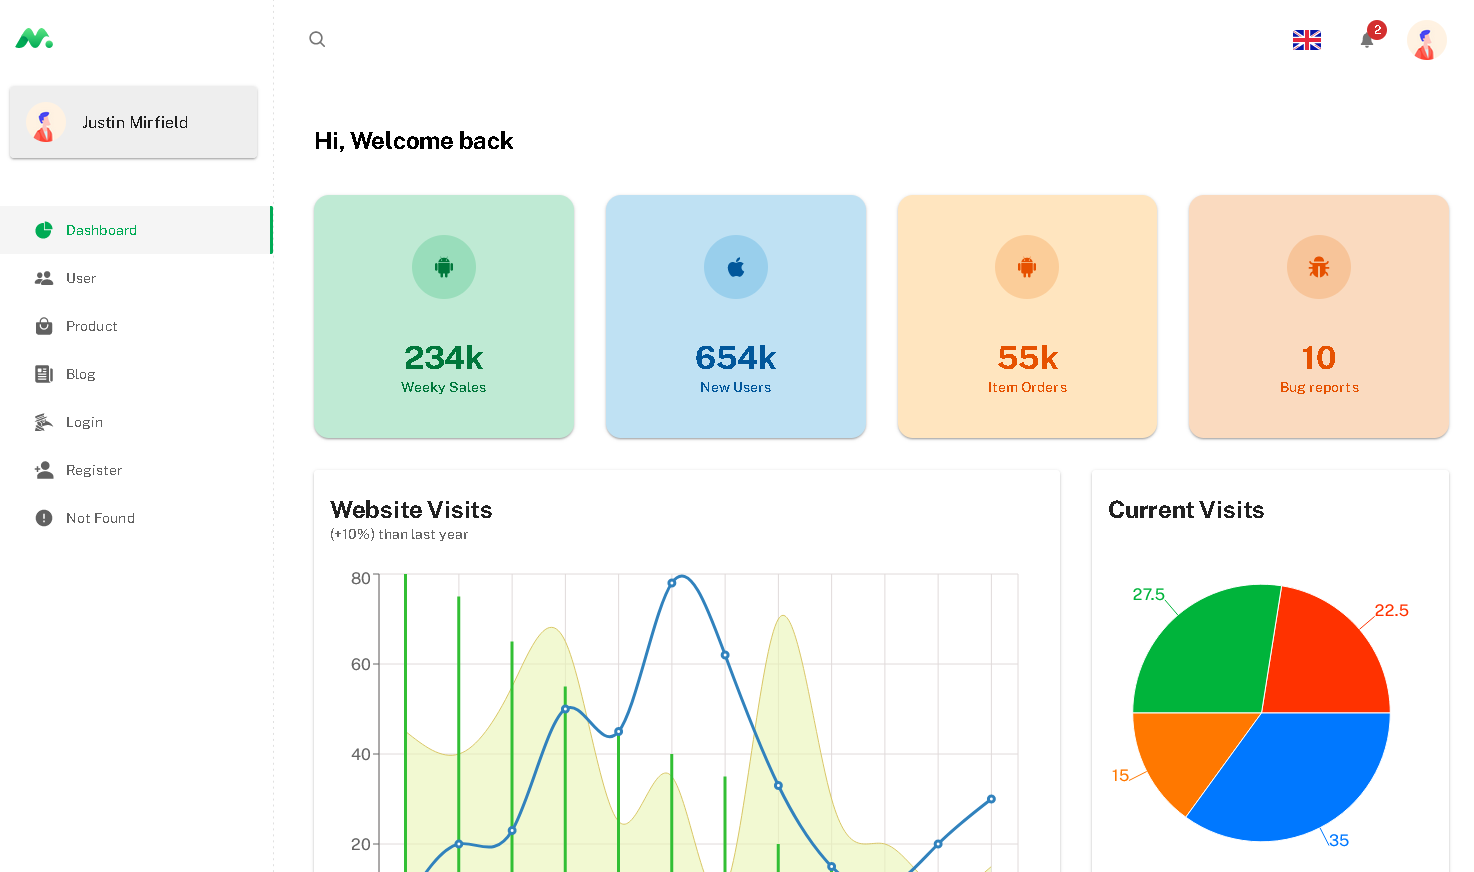 Justin Mirfield
Dashboard
User
Product
Blog
Login
Register
Not Found
2
Hi, Welcome back
234k
Weeky Sales
654k
New Users
55k
Item Orders
10
Bug reports
Website Visits
(+10%) than last year
80
60
40
20
Current Visits
27.5
22.5
15
35